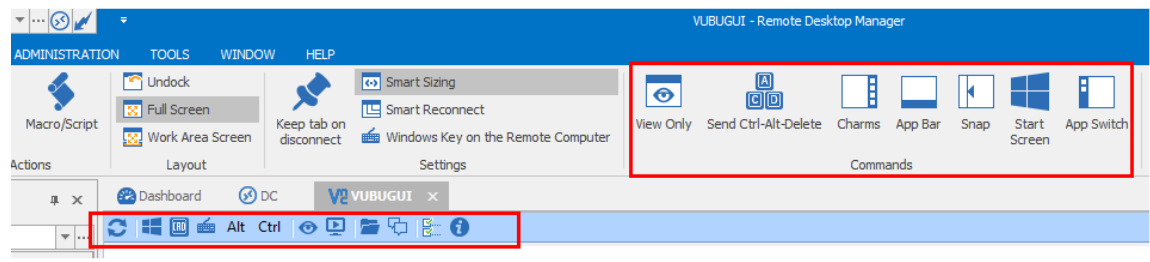 VUBUGUI - Remote Desktop Manager
ADMINISTRATION TOOLS WINDOW HELP
Macro/Script
Undock
Full Screen
Work Area Screen
Keep tab on
disconnect
Smart Sizing
Smart Reconnect
Windows Key on the Remote Computer
View Only
A
C D
Send Ctrl-Alt-Delete
Charms
App Bar
Snap
Start
Screen
App Switch
Actions Layout Settings Commands
Dashboard DC VUBUGUI
Alt Ctrl